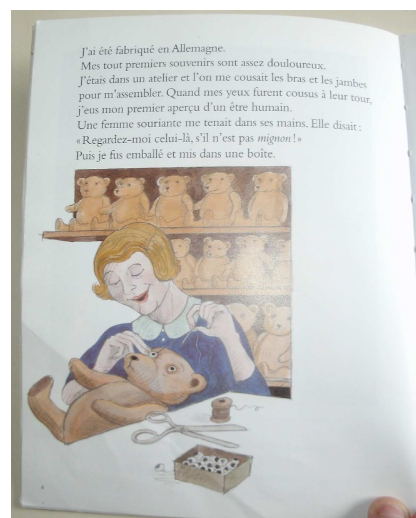 J'ai été fabriqué en Allemagne.
Mes tout premiers souvenirs sont assez douloureux.
J'étais dans un atelier et l'on me cousait les bras et les jambes
pour m'assembler. Quand mes yeux furent cousus à leur tour,
j'eus mon premier aperçu d'un être humain.
Une femme souriante me tenait dans ses mains. Elle disait :
« Regardez-moi celui-là, s'il n'est pas mignon ! »
Puis je fus emballé et mis dans une boîte.